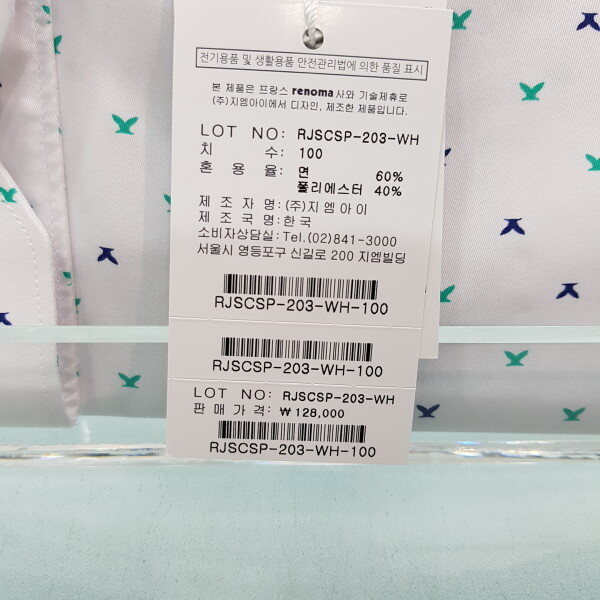 전기용품 및 생활용품 안전관리법에 의한 품질 표시
본 제품은 프랑스 renoma사와 기술제휴로
(주)지엠아이에서 디자인, 제조한 제품입니다.
LOT NO: RJSCSP-203-WH
치 수: 100
혼 용 율: 면 60%
폴리에스터 40%
제 조 자 명: (주)지 엠 아 이
제 조 국 명: 한국
소비자상담실: Tel.(02)841-3000
서울시 영등포구 신길로 200 지엠빌딩
RJSCSP-203-WH-100
RJSCSP-203-WH-100
LOT NO: RJSCSP-203-WH
판 매 가 격: ₩ 128,000
RJSCSP-203-WH-100